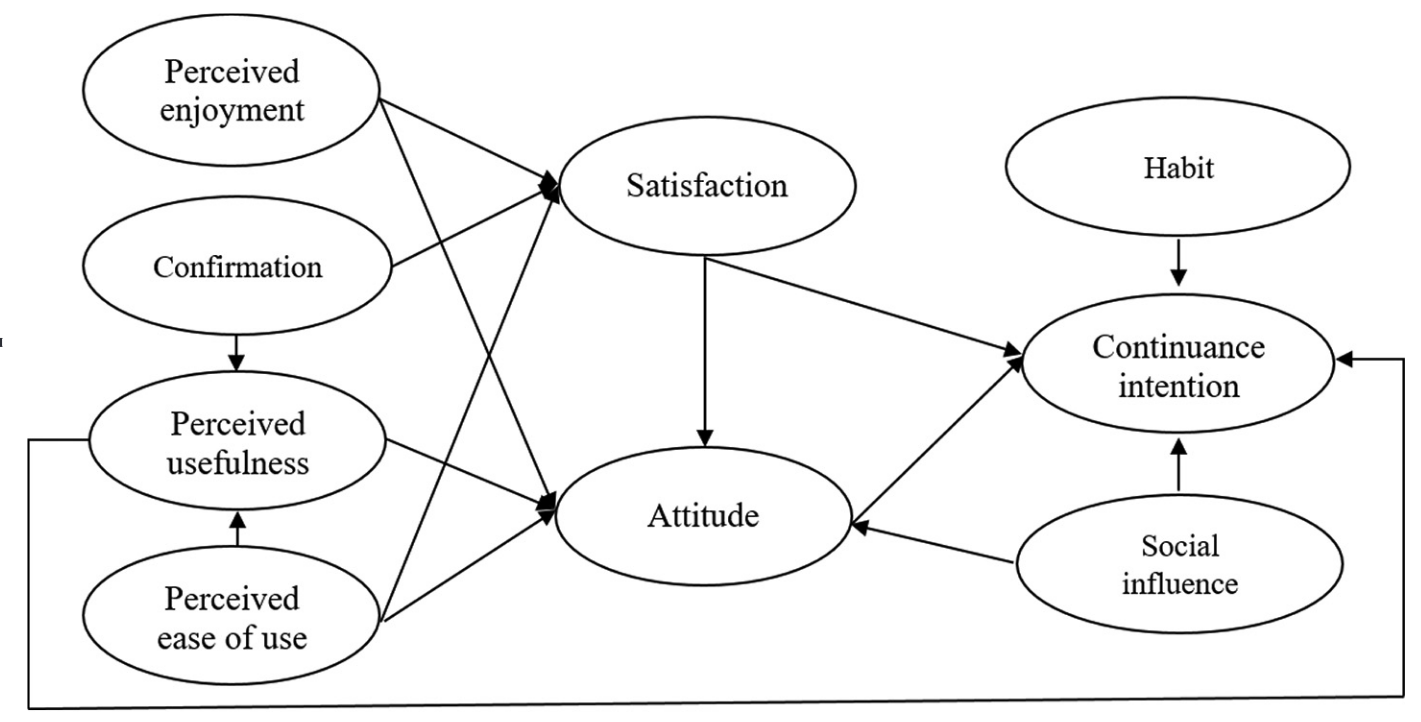 Perceived
enjoyment
Confirmation
Perceived
usefulness
Perceived
ease of use
Satisfaction
Attitude
Habit
Continuance
intention
Social
influence